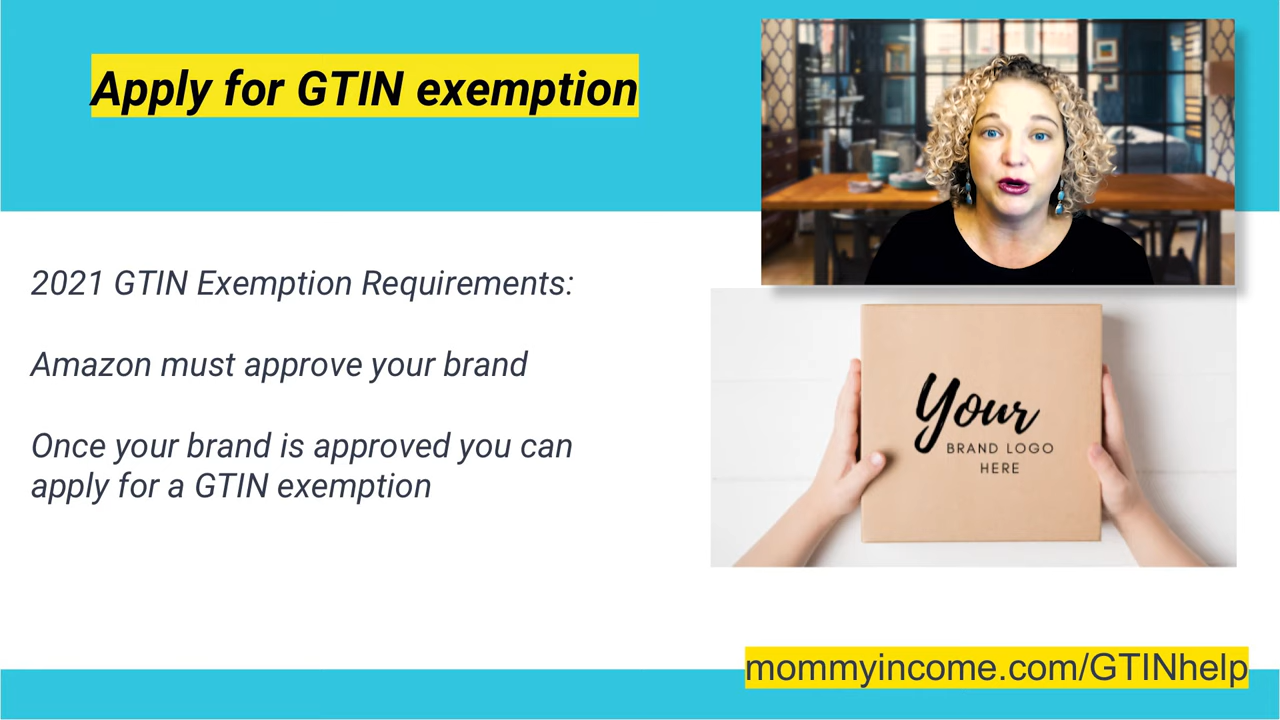 Apply for GTIN exemption
2021 GTIN Exemption Requirements:
Amazon must approve your brand
Once your brand is approved you can
apply for a GTIN exemption
Your
BRAND LOGO
HERE
mommyincome.com/GTINhelp